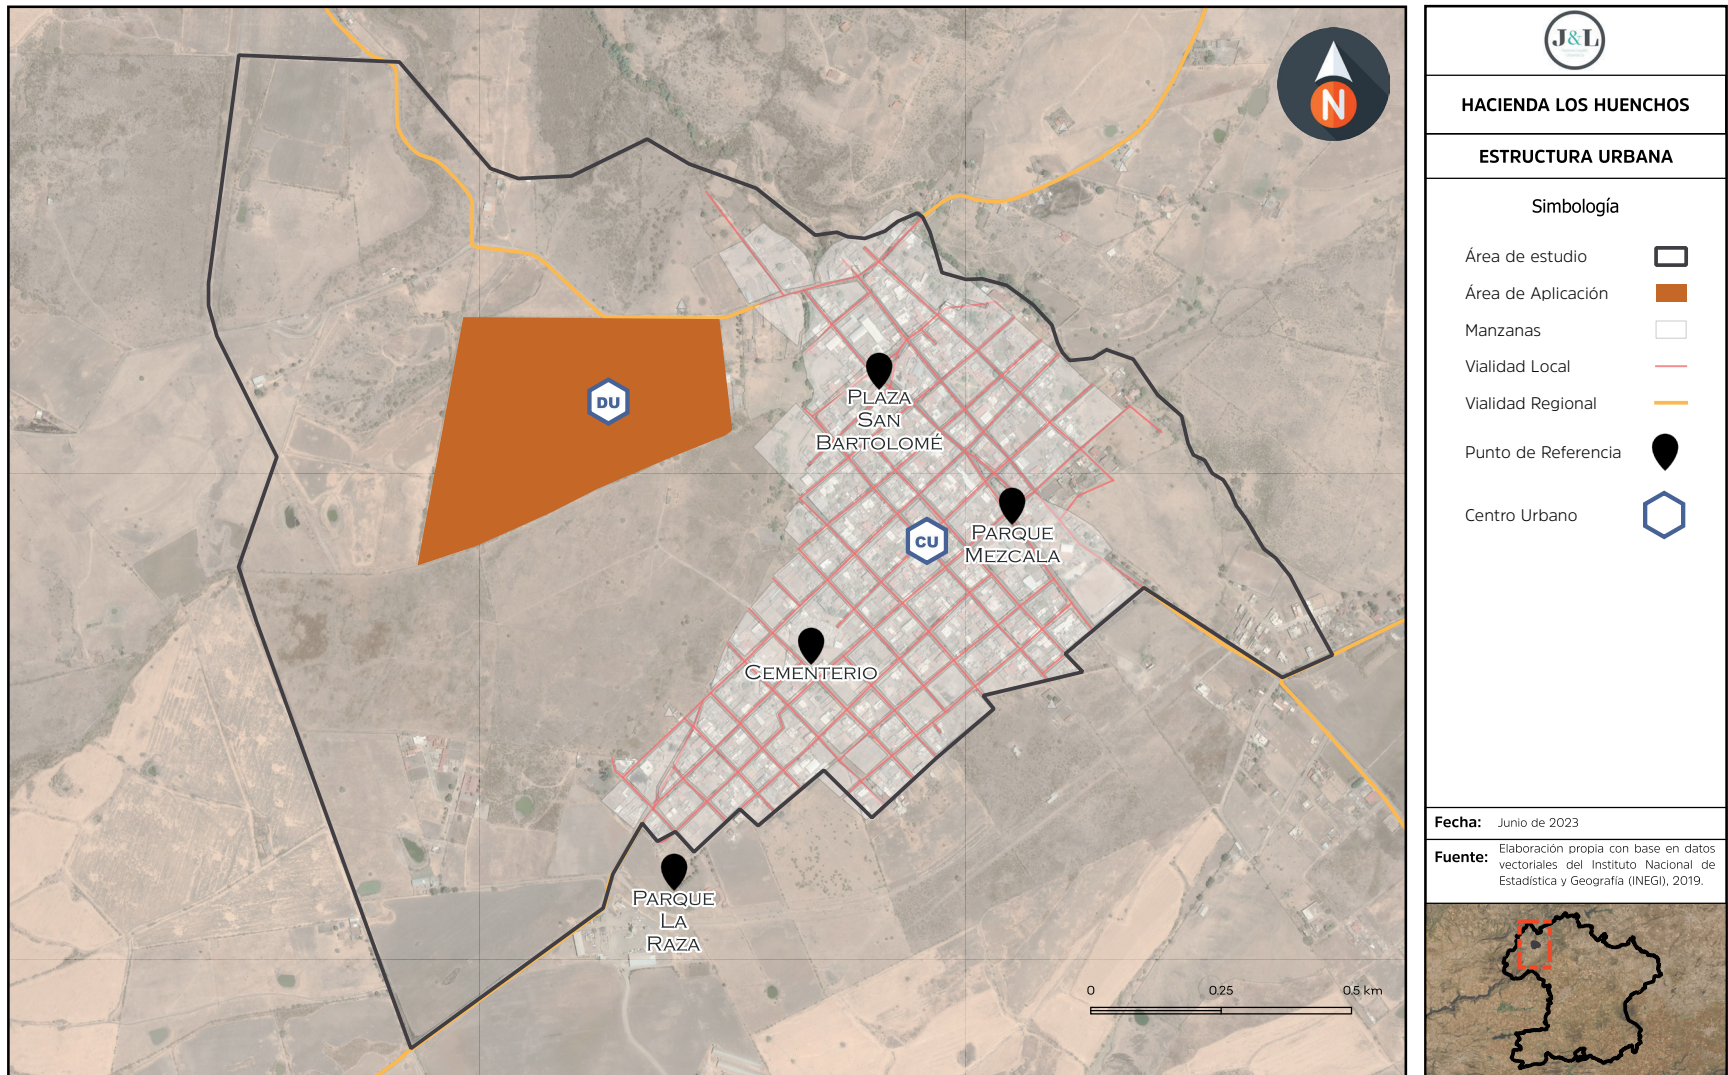 N
DU
PLAZA
SAN
BARTOLOMÉ
CU
PARQUE
MEZCALA
CEMENTERIO
PARQUE
LA
RAZA
0 0.25 0.5 km
J&L
HACIENDA LOS HUENCHOS
ESTRUCTURA URBANA
Simbología
Área de estudio
Área de Aplicación
Manzanas
Vialidad Local
Vialidad Regional
Punto de Referencia
Centro Urbano
Fecha: Junio de 2023
Fuente: Elaboración propia con base en datos
vectoriales del Instituto Nacional de
Estadística y Geografía (INEGI), 2019.